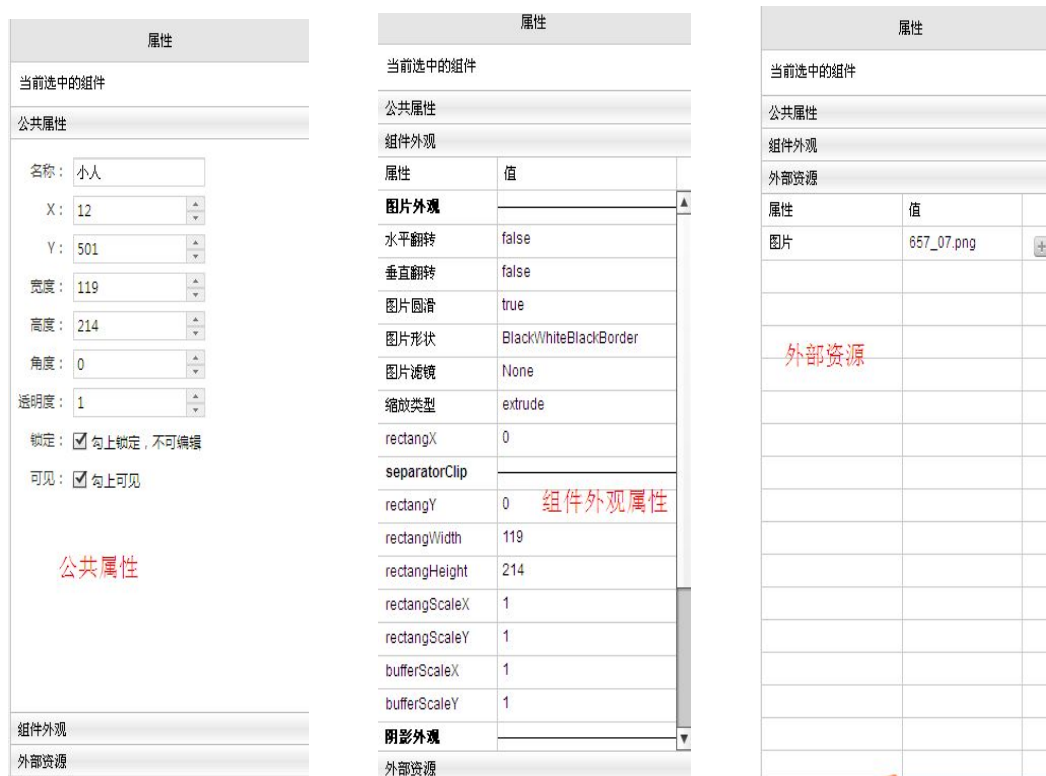 属性
当前选中的组件
公共属性
名称： 小人
X： 12
Y： 501
宽度： 119
高度： 214
角度： 0
透明度： 1
锁定： 勾上锁定，不可编辑
可见： 勾上可见
公共属性
组件外观
外部资源
属性
当前选中的组件
公共属性
组件外观
属性 值
图片外观
水平翻转 false
垂直翻转 false
图片圆滑 true
图片形状 BlackWhiteBlackBorder
图片滤镜 None
缩放类型 extrude
rectangX 0
separatorClip
rectangY 0
组件外观属性
rectangWidth 119
rectangHeight 214
rectangScaleX 1
rectangScaleY 1
bufferScaleX 1
bufferScaleY 1
阴影外观
外部资源
属性
当前选中的组件
公共属性
组件外观
外部资源
属性 值
图片 657_07.png
外部资源